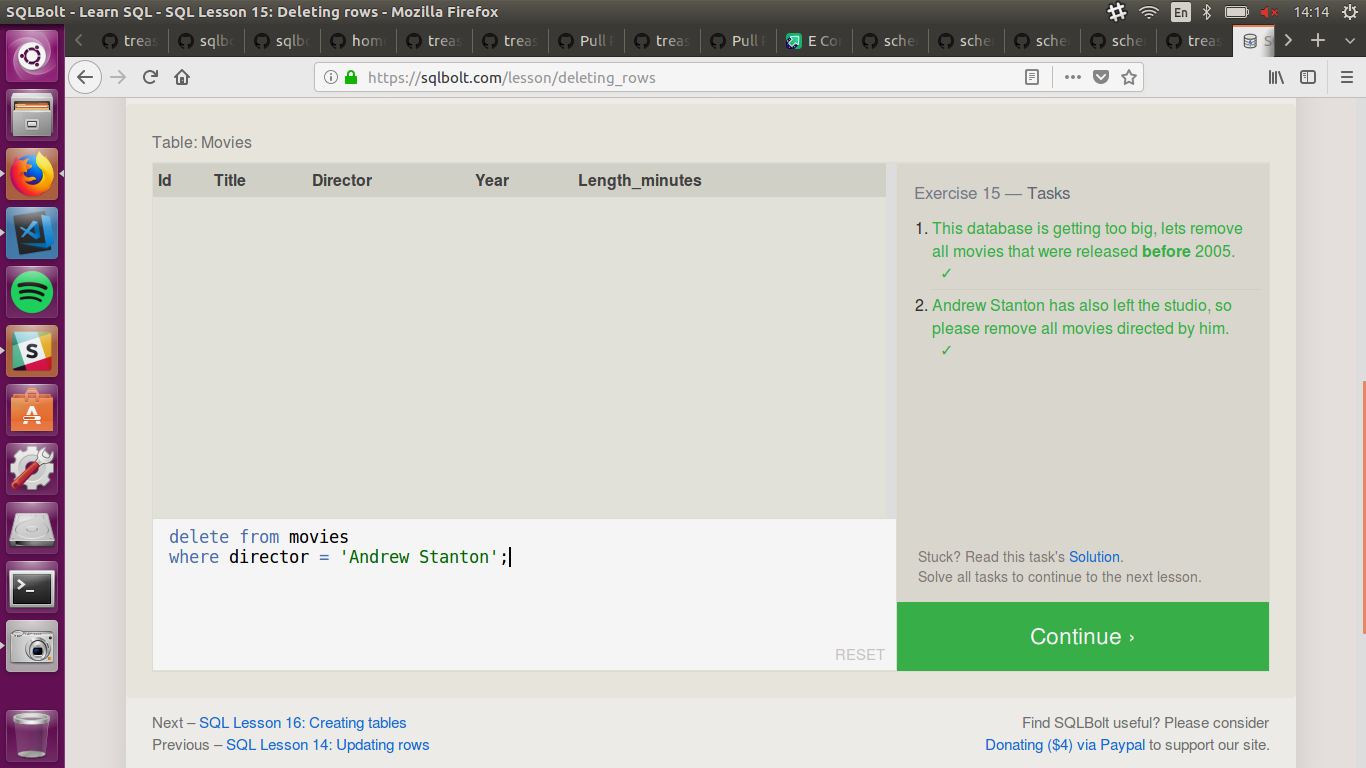 SQLBolt - Learn SQL - SQL Lesson 15: Deleting rows - Mozilla Firefox
En
14:14
treas
sqlb
sqlb
hom
treas
treas
Pull
treas
Pull
E Co
sche
sche
sche
sche
treas
S
https://sqlbolt.com/lesson/deleting_rows
Table: Movies
Id Title Director Year Length_minutes
Exercise 15 — Tasks
1. This database is getting too big, lets remove
all movies that were released before 2005.
✓
2. Andrew Stanton has also left the studio, so
please remove all movies directed by him.
✓
delete from movies
where director = 'Andrew Stanton';
RESET
Stuck? Read this task's Solution.
Solve all tasks to continue to the next lesson.
Continue ›
Next – SQL Lesson 16: Creating tables
Previous – SQL Lesson 14: Updating rows
Find SQLBolt useful? Please consider
Donating ($4) via Paypal to support our site.